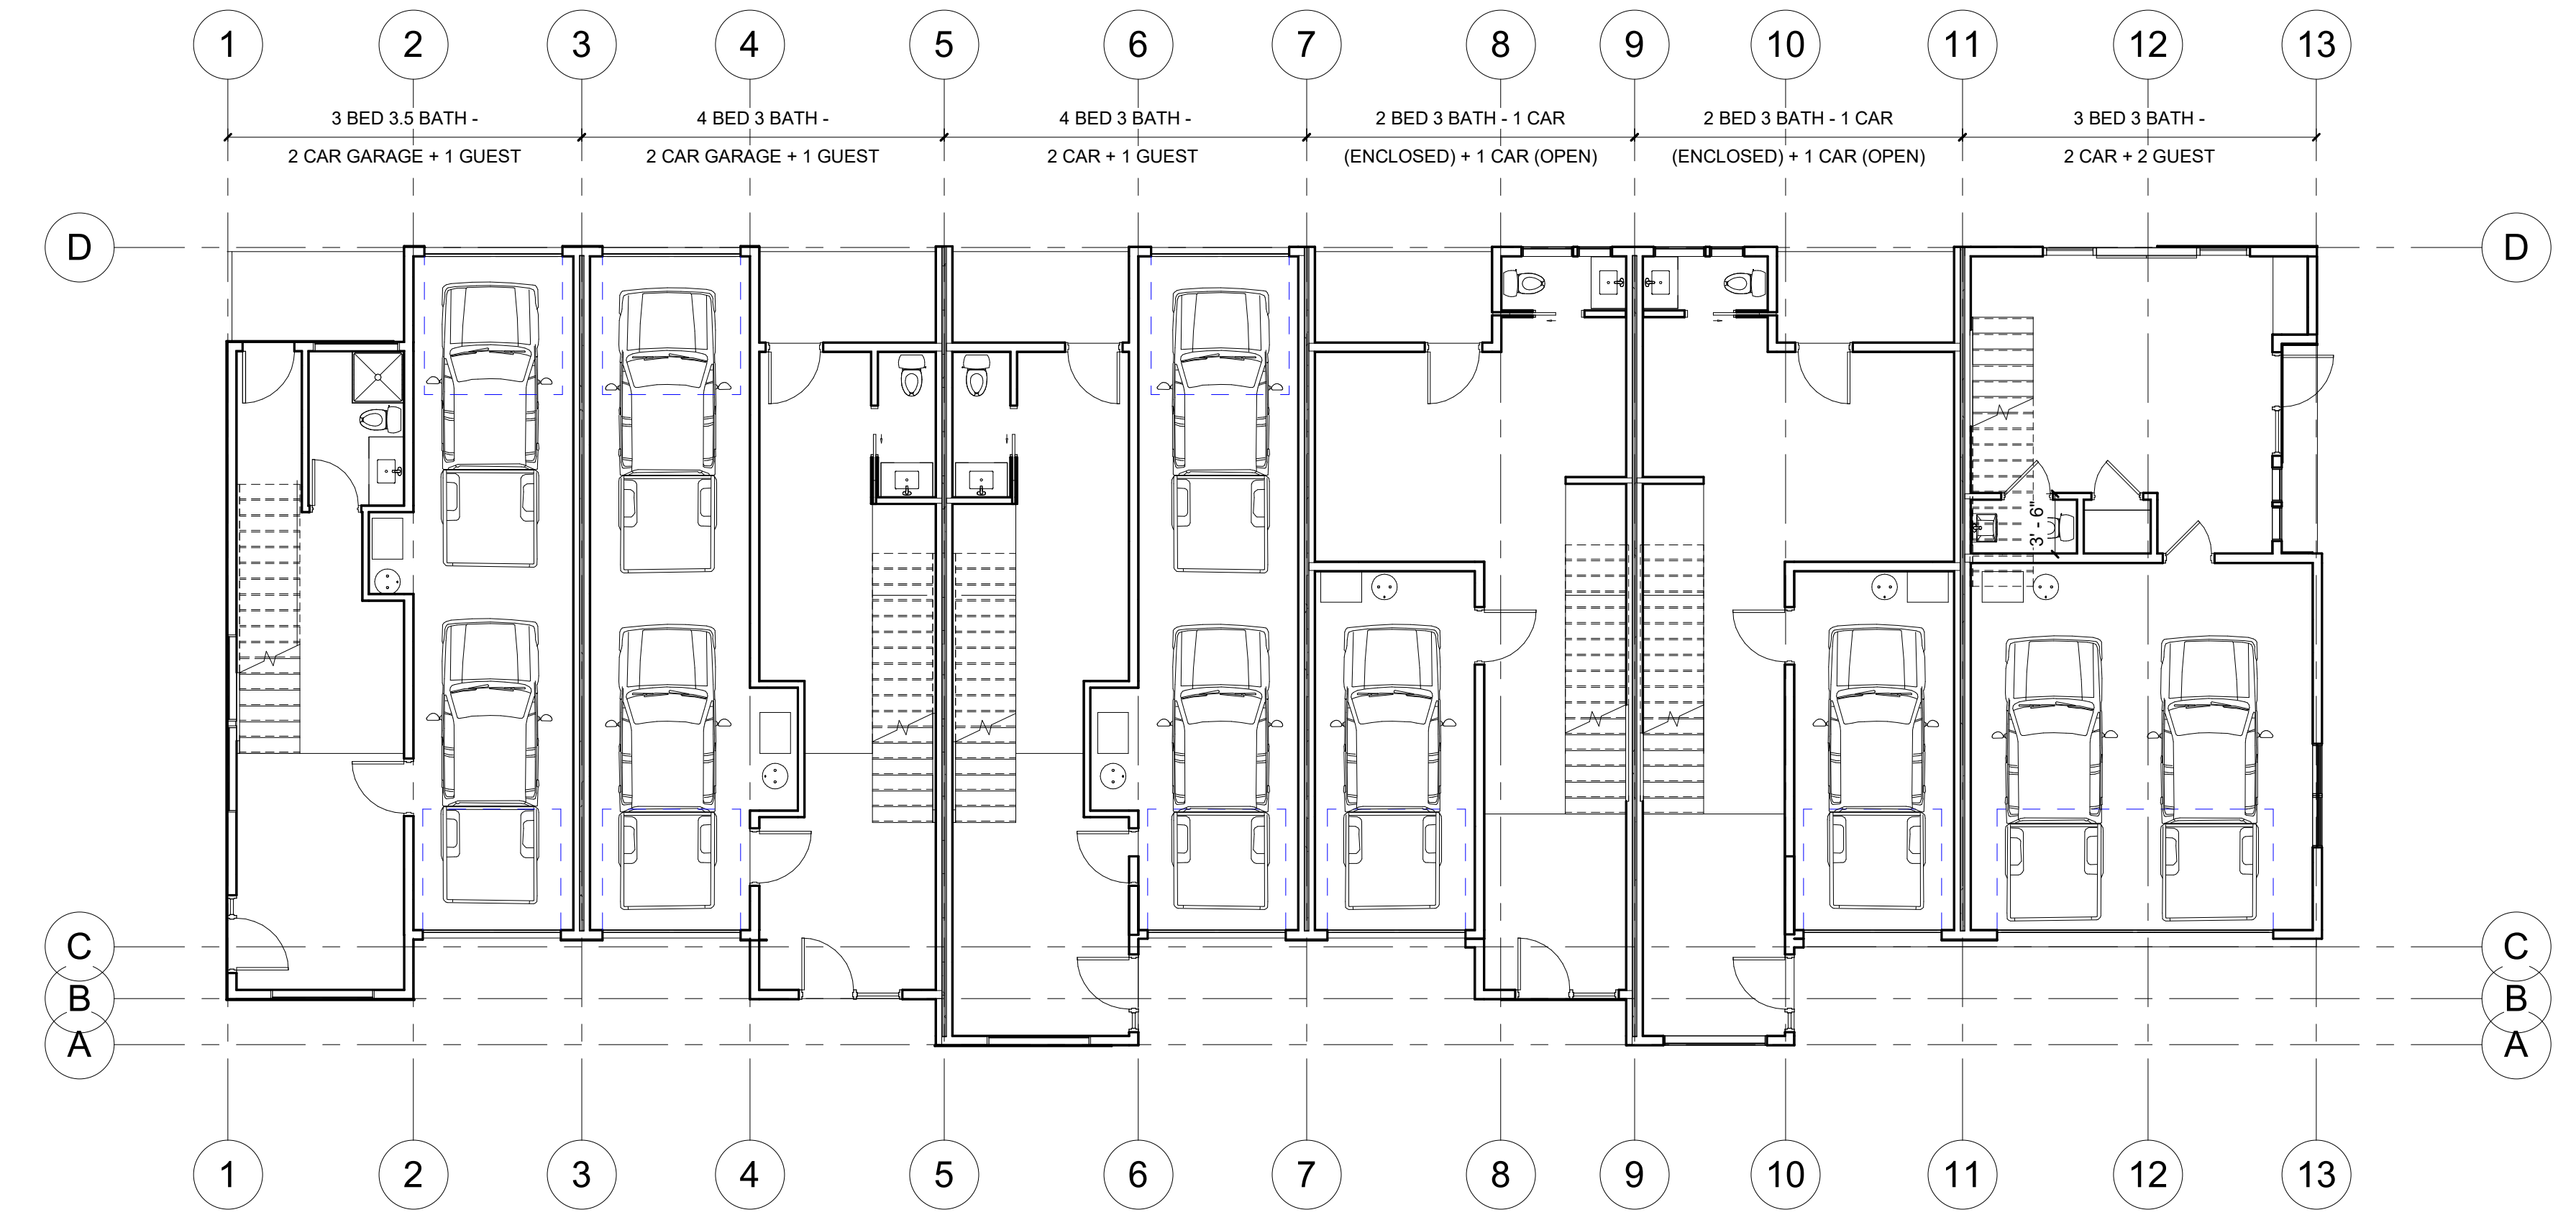 1 2 3 4 5 6 7 8 9 10 11 12 13
3 BED 3.5 BATH - 4 BED 3 BATH - 4 BED 3 BATH - 2 BED 3 BATH - 1 CAR 2 BED 3 BATH - 1 CAR 3 BED 3 BATH -
2 CAR GARAGE + 1 GUEST 2 CAR GARAGE + 1 GUEST 2 CAR + 1 GUEST (ENCLOSED) + 1 CAR (OPEN) (ENCLOSED) + 1 CAR (OPEN) 2 CAR + 2 GUEST
D D
3' - 6"
C C
B B
A A
1 2 3 4 5 6 7 8 9 10 11 12 13